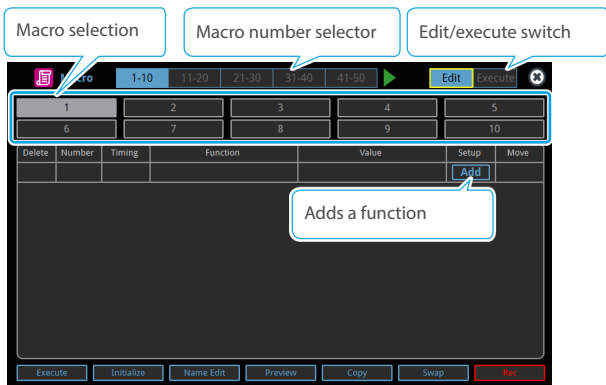 Macro selection
Macro number selector
Edit/execute switch
Macro 1-10 11-20 21-30 31-40 41-50 Edit Execute
1 2 3 4 5
6 7 8 9 10
Delete Number Timing Function Value Setup Move
Add
Adds a function
Execute Initialize Name Edit Preview Copy Swap Rec